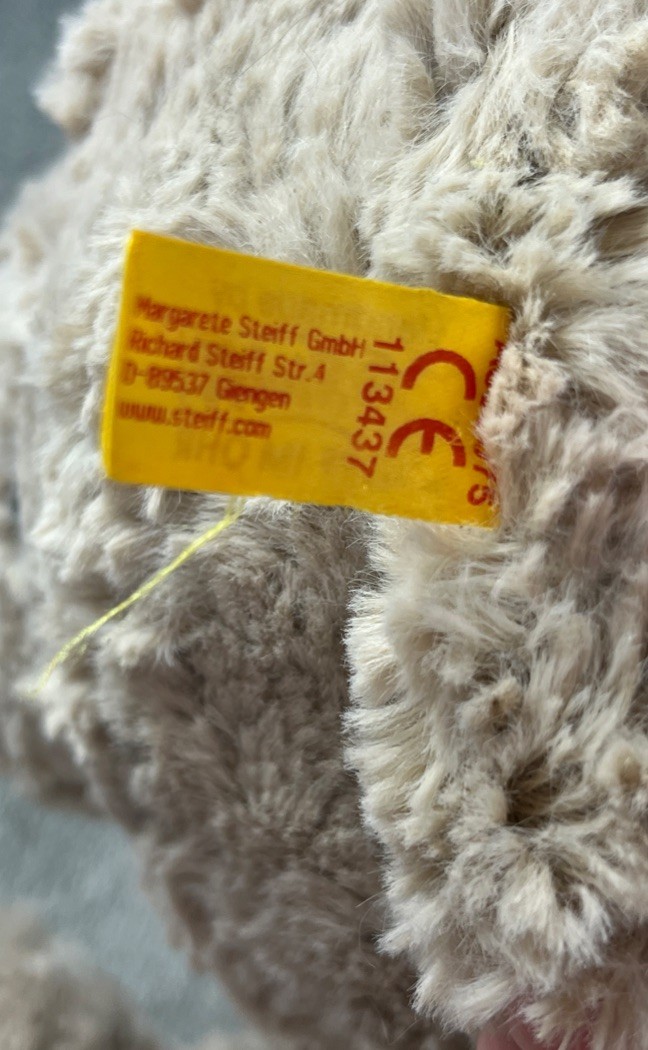 Margarete Steiff GmbH
Richard Steiff Str.4
D-89537 Giengen
www.steiff.com
113437
CE